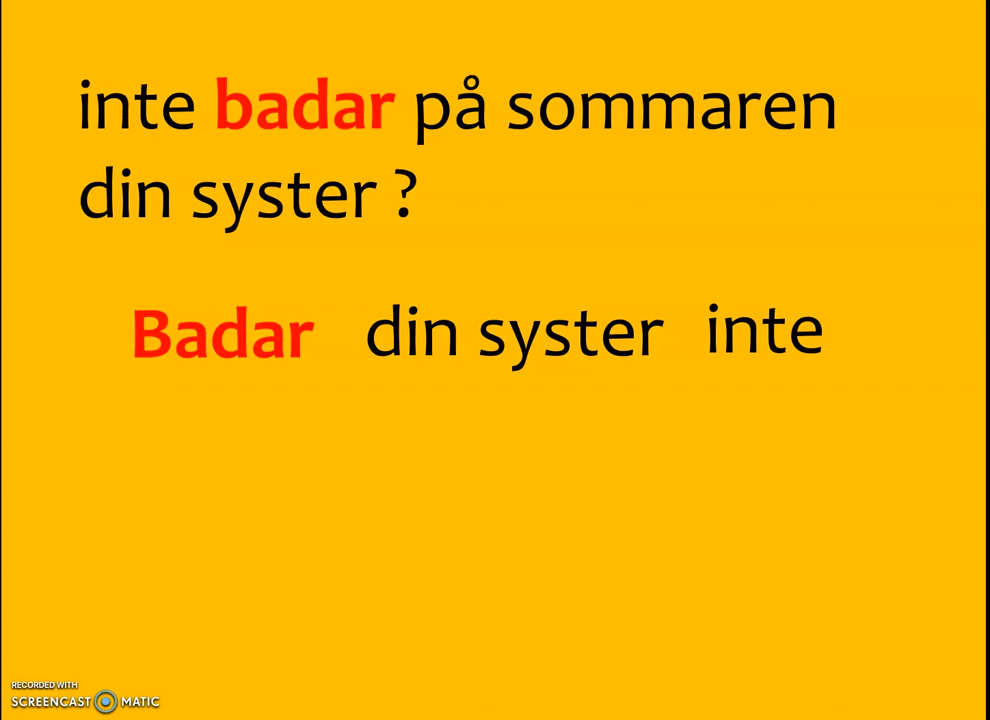 inte badar på sommaren
din syster ?
Badar din syster inte
RECORDED WITH
SCREENCAST MATIC